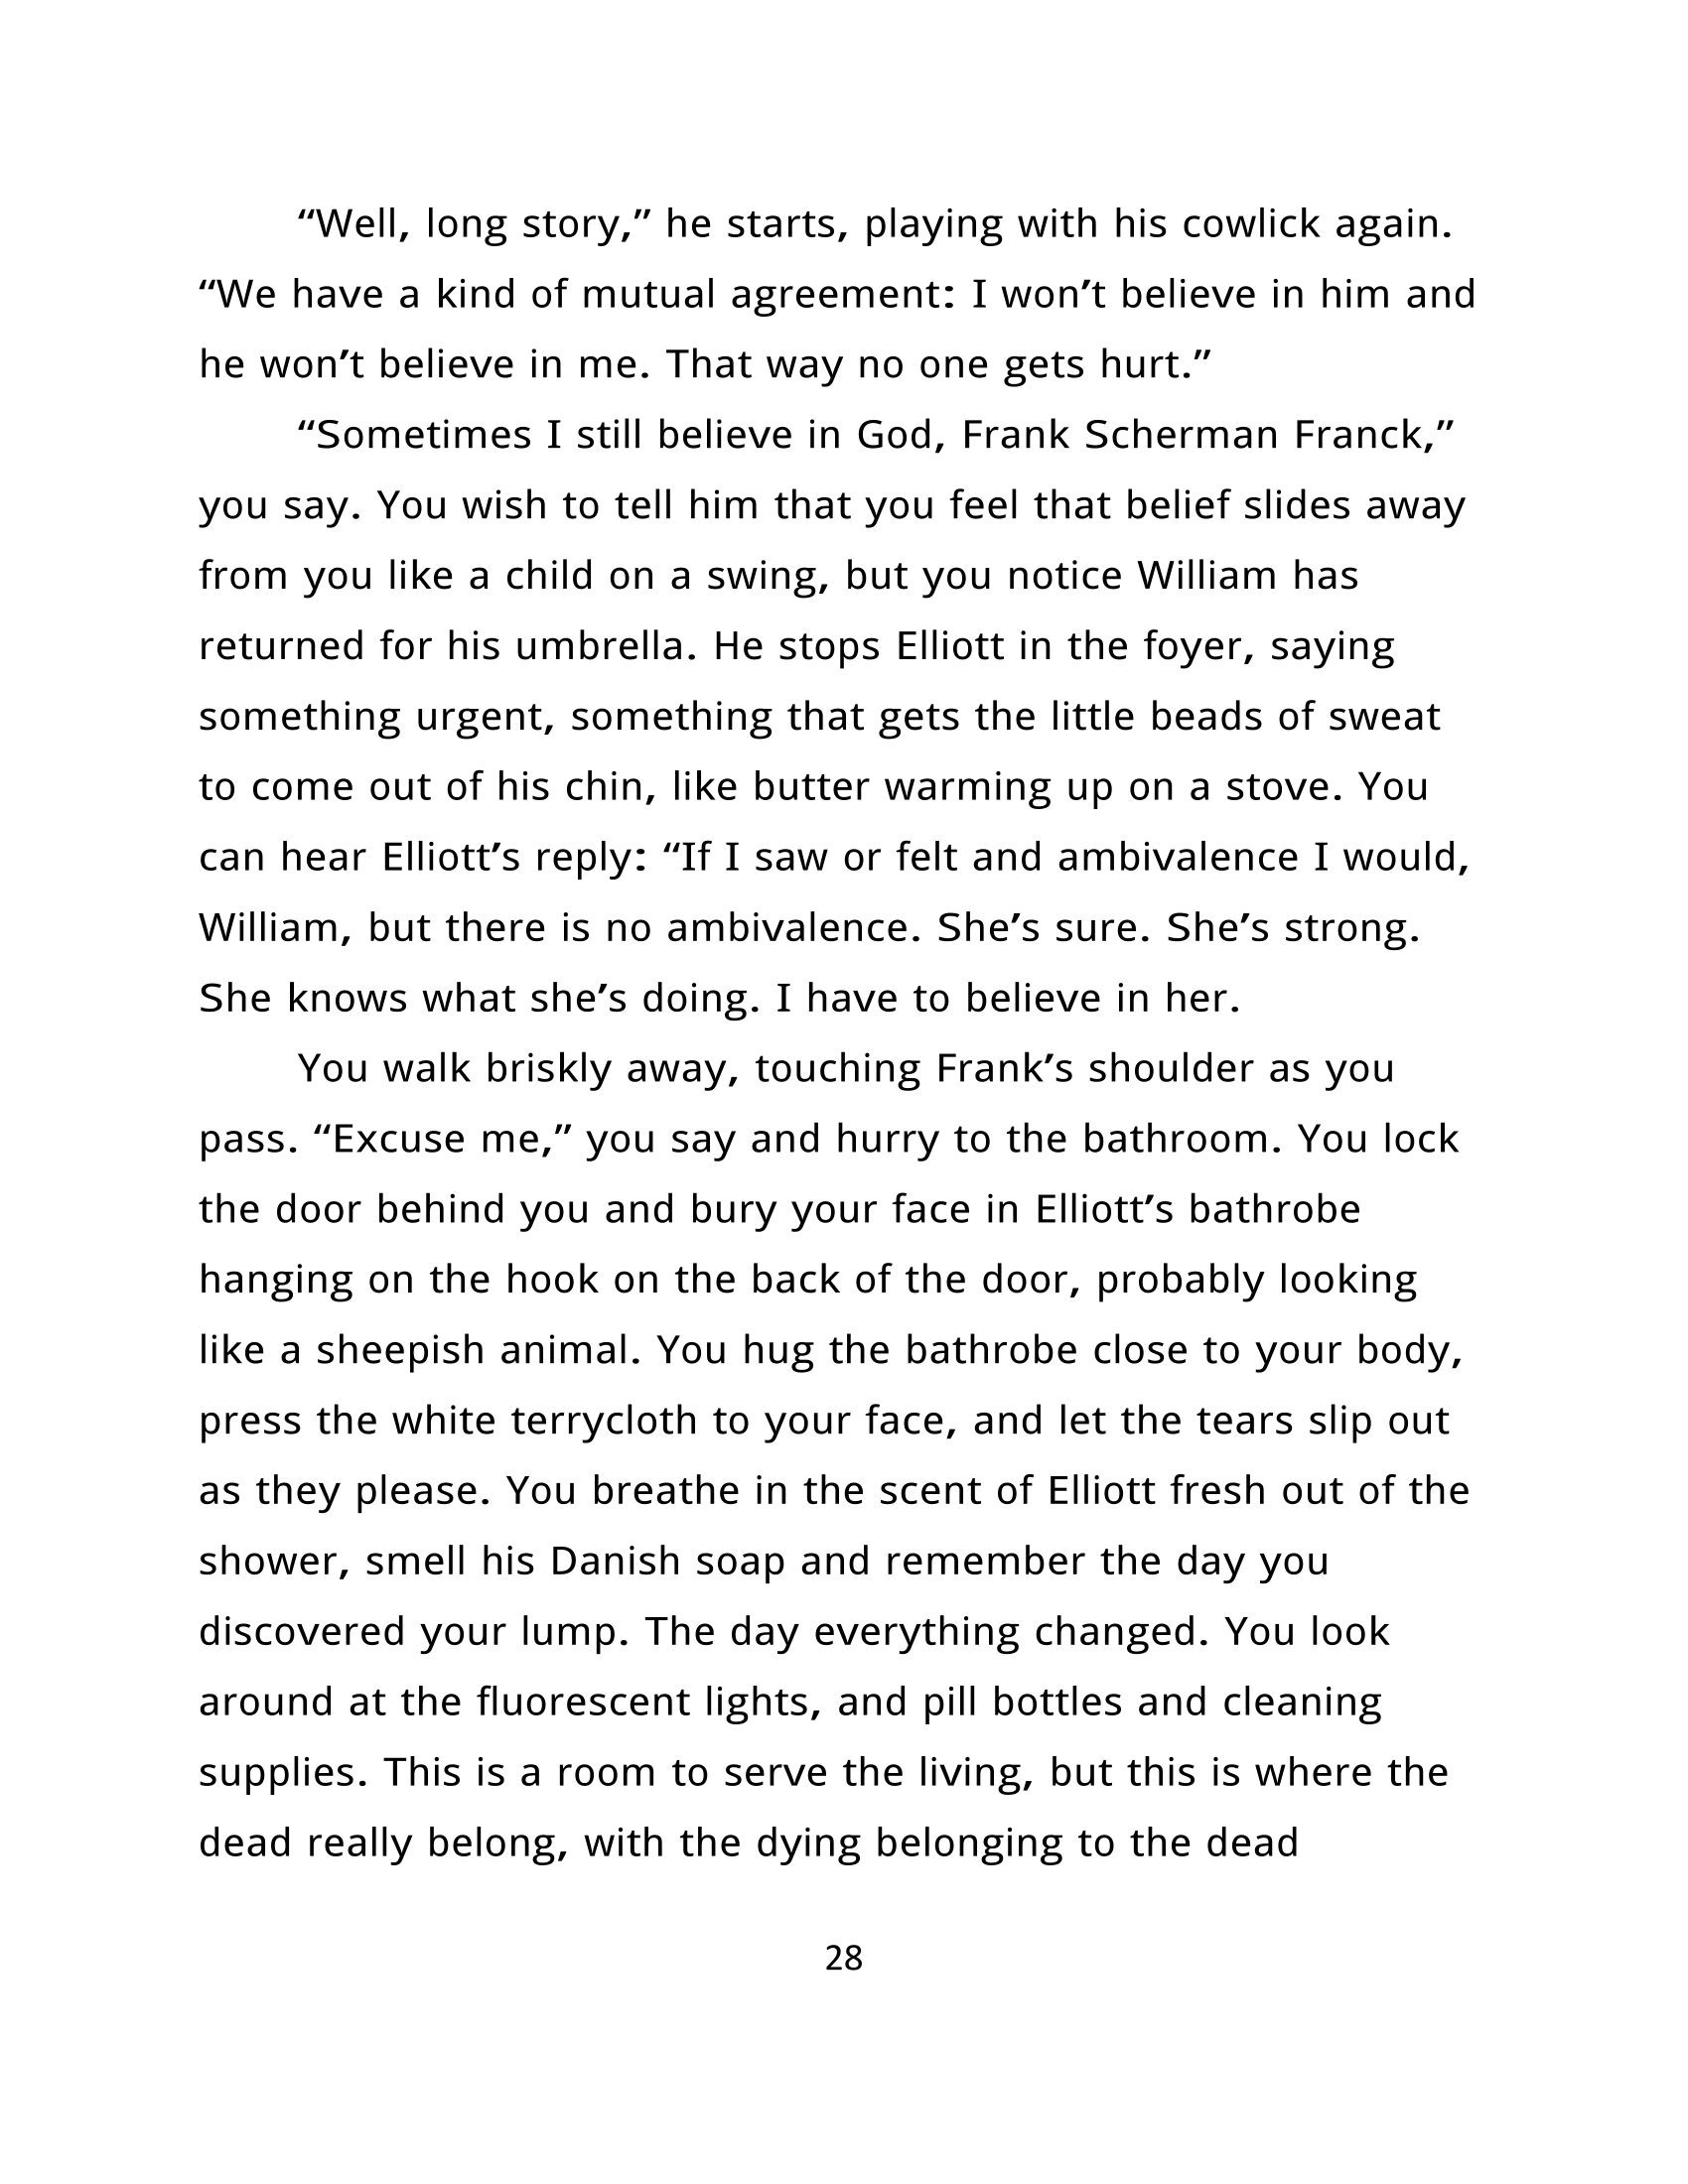 “Well, long story,” he starts, playing with his cowlick again.
“We have a kind of mutual agreement: I won’t believe in him and
he won’t believe in me. That way no one gets hurt.”
“Sometimes I still believe in God, Frank Scherman Franck,”
you say. You wish to tell him that you feel that belief slides away
from you like a child on a swing, but you notice William has
returned for his umbrella. He stops Elliott in the foyer, saying
something urgent, something that gets the little beads of sweat
to come out of his chin, like butter warming up on a stove. You
can hear Elliott’s reply: “If I saw or felt and ambivalence I would,
William, but there is no ambivalence. She’s sure. She’s strong.
She knows what she’s doing. I have to believe in her.
You walk briskly away, touching Frank’s shoulder as you
pass. “Excuse me,” you say and hurry to the bathroom. You lock
the door behind you and bury your face in Elliott’s bathrobe
hanging on the hook on the back of the door, probably looking
like a sheepish animal. You hug the bathrobe close to your body,
press the white terrycloth to your face, and let the tears slip out
as they please. You breathe in the scent of Elliott fresh out of the
shower, smell his Danish soap and remember the day you
discovered your lump. The day everything changed. You look
around at the fluorescent lights, and pill bottles and cleaning
supplies. This is a room to serve the living, but this is where the
dead really belong, with the dying belonging to the dead
28